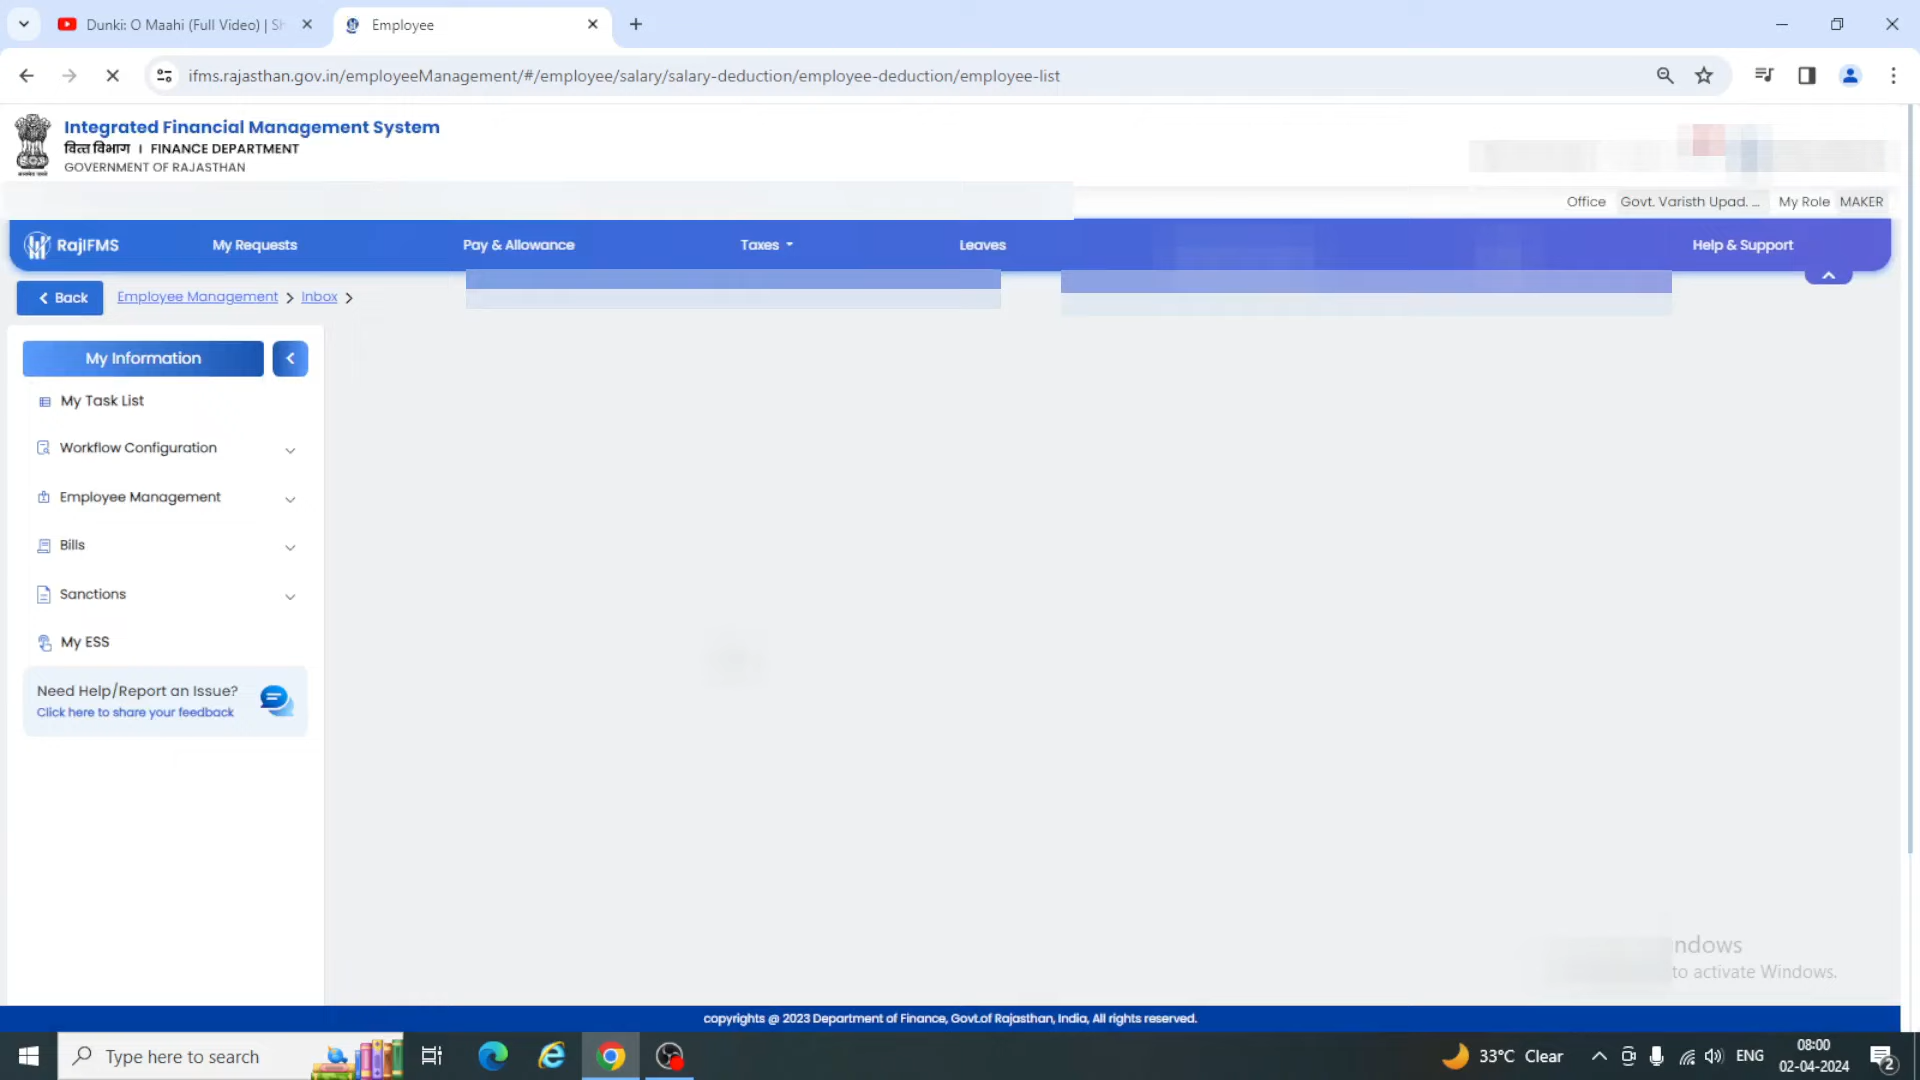 Dunki: O Maahi (Full Video) | Sh
Employee
ifms.rajasthan.gov.in/employeeManagement/#/employee/salary/salary-deduction/employee-deduction/employee-list
Integrated Financial Management System
वित्त विभाग | FINANCE DEPARTMENT
GOVERNMENT OF RAJASTHAN
Office Govt. Varisth Upad. ... My Role MAKER
RajIFMS My Requests Pay & Allowance Taxes Leaves Help & Support
Back Employee Management Inbox
My Information
My Task List
Workflow Configuration
Employee Management
Bills
Sanctions
My ESS
Need Help/Report an Issue?
Click here to share your feedback
ndows
to activate Windows.
copyrights @ 2023 Department of Finance, Govt.of Rajasthan, India, All rights reserved.
Type here to search
33°C Clear
ENG
08:00
02-04-2024
2